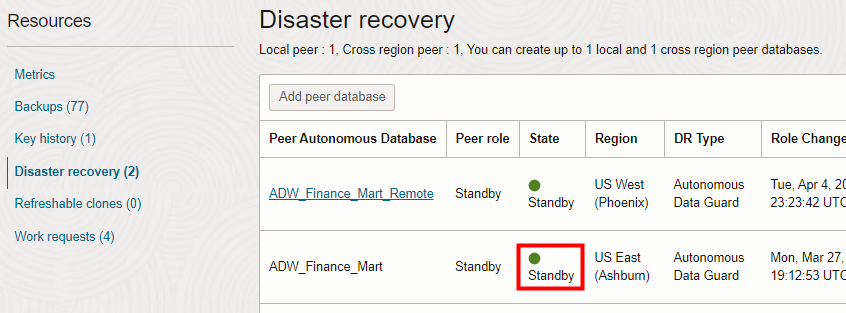 Resources
Metrics
Backups (77)
Key history (1)
Disaster recovery (2)
Refreshable clones (0)
Work requests (4)
Disaster recovery
Local peer : 1, Cross region peer : 1, You can create up to 1 local and 1 cross region peer databases.
Add peer database
Peer Autonomous Database Peer role State Region DR Type Role Change
ADW_Finance_Mart_Remote Standby Standby US West (Phoenix) Autonomous Data Guard Tue, Apr 4, 20 23:23:42 UTC
ADW_Finance_Mart Standby Standby US East (Ashburn) Autonomous Data Guard Mon, Mar 27, 19:12:53 UTC